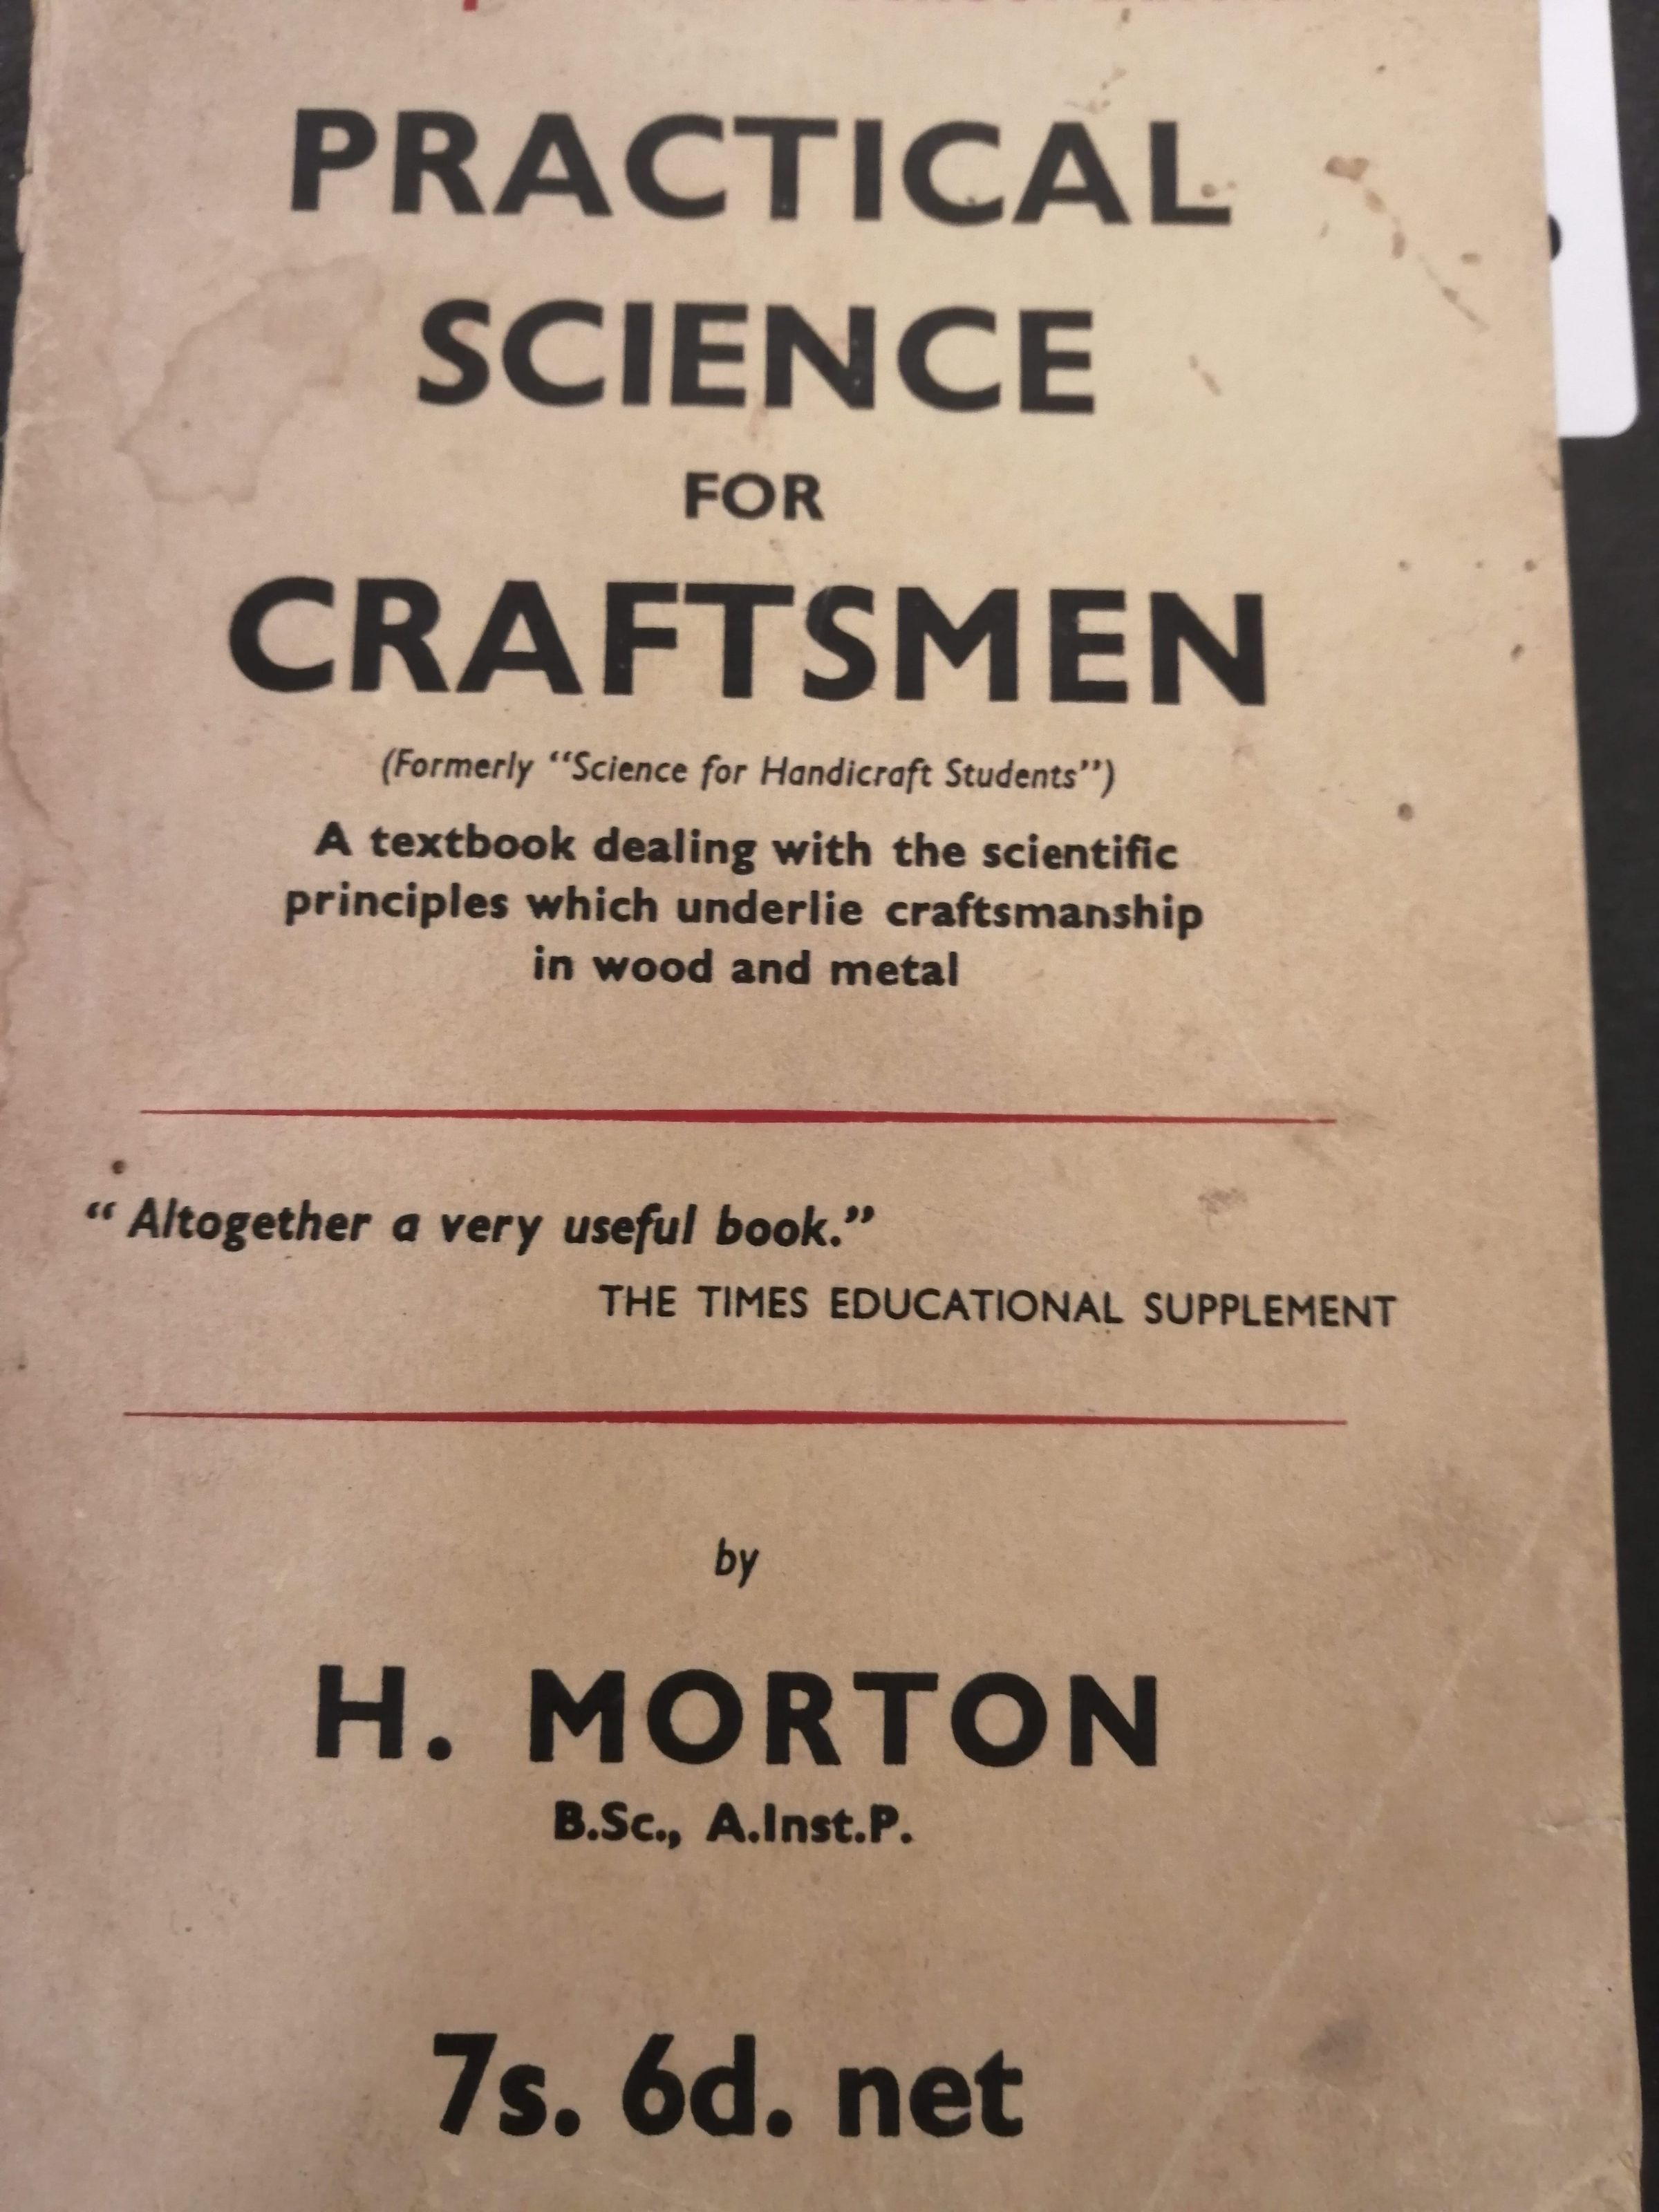 PRACTICAL
SCIENCE
FOR
CRAFTSMEN
(Formerly “Science for Handicraft Students”)
A textbook dealing with the scientific
principles which underlie craftsmanship
in wood and metal
“Altogether a very useful book.”
THE TIMES EDUCATIONAL SUPPLEMENT
by
H. MORTON
B.Sc., A.Inst.P.
7s. 6d. net